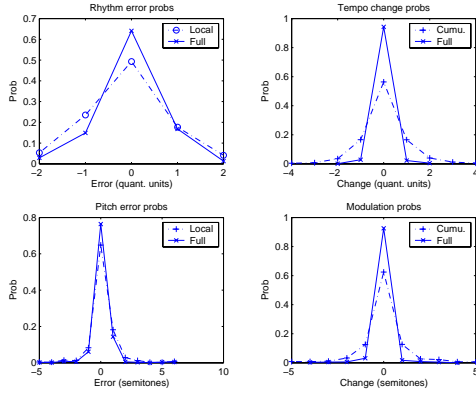 Rhythm error probs
0.7
0.6
0.5
0.4
0.3
0.2
0.1
0
Prob
−2 −1 0 1 2
Error (quant. units)
Local
Full
Tempo change probs
1
0.8
0.6
0.4
0.2
0
Prob
−4 −2 0 2 4
Change (quant. units)
Cumu.
Full
Pitch error probs
0.8
0.6
0.4
0.2
0
Prob
−5 0 5 10
Error (semitones)
Local
Full
Modulation probs
1
0.8
0.6
0.4
0.2
0
Prob
−5 0 5
Change (semitones)
Cumu.
Full